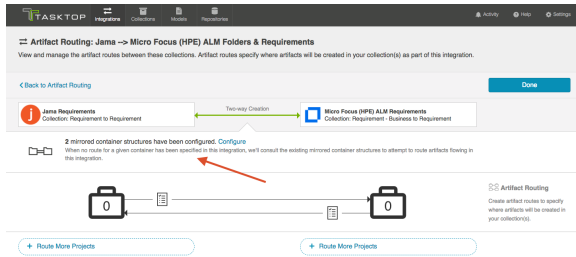 TASKTOP
Integrations
Collections
Models
Repositories
Activity
Help
Settings
Artifact Routing: Jama --> Micro Focus (HPE) ALM Folders & Requirements
View and manage the artifact routes between these collections. Artifact routes specify where artifacts will be created in your collection(s) as part of this integration.
Back to Artifact Routing
Done
Jama Requirements
Collection: Requirement to Requirement
Two-way Creation
Micro Focus (HPE) ALM Requirements
Collection: Requirement - Business to Requirement
2 mirrored container structures have been configured. Configure
When no route for a given container has been specified in this integration, we'll consult the existing mirrored container structures to attempt to route artifacts flowing in
this integration.
0
0
Artifact Routing
Create artifact routes to specify
where artifacts will be created in
your collection(s).
+ Route More Projects
+ Route More Projects